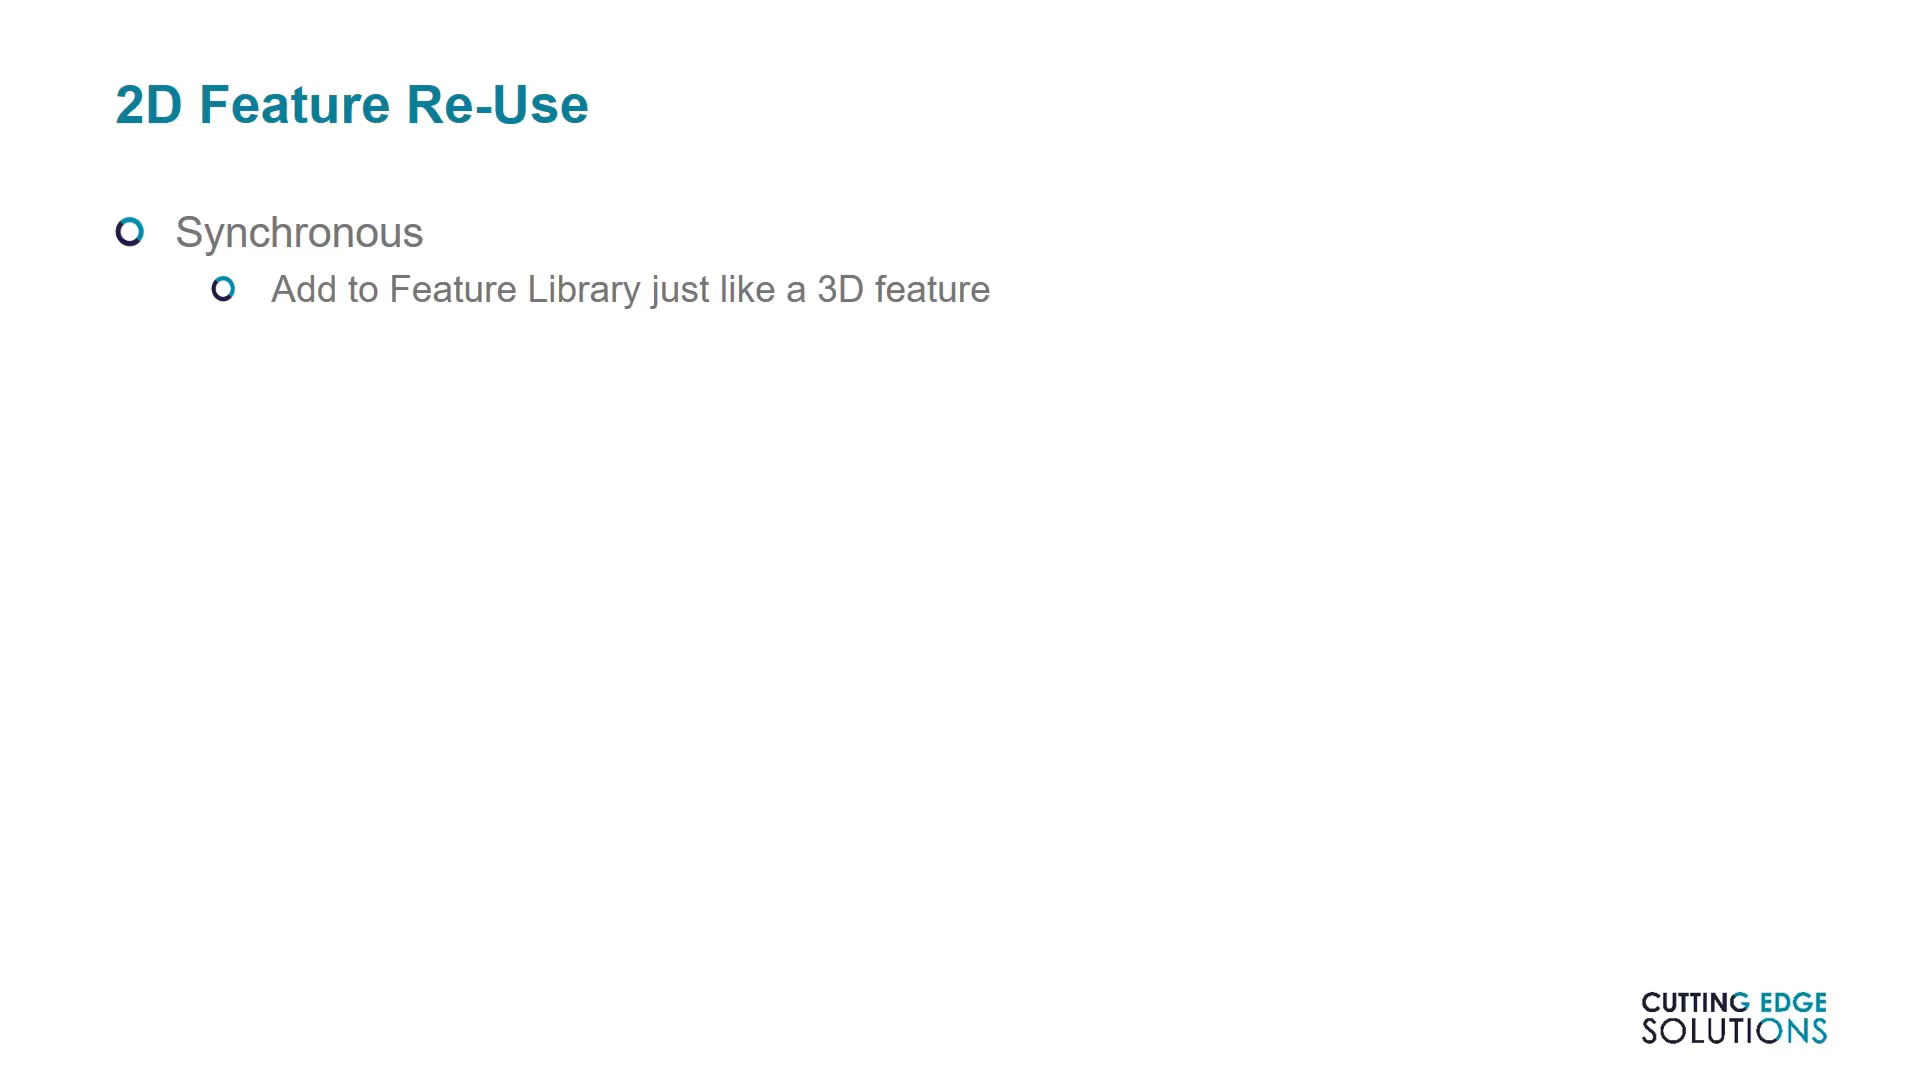 2D Feature Re-Use
Synchronous
Add to Feature Library just like a 3D feature
CUTTING EDGE
SOLUTIONS